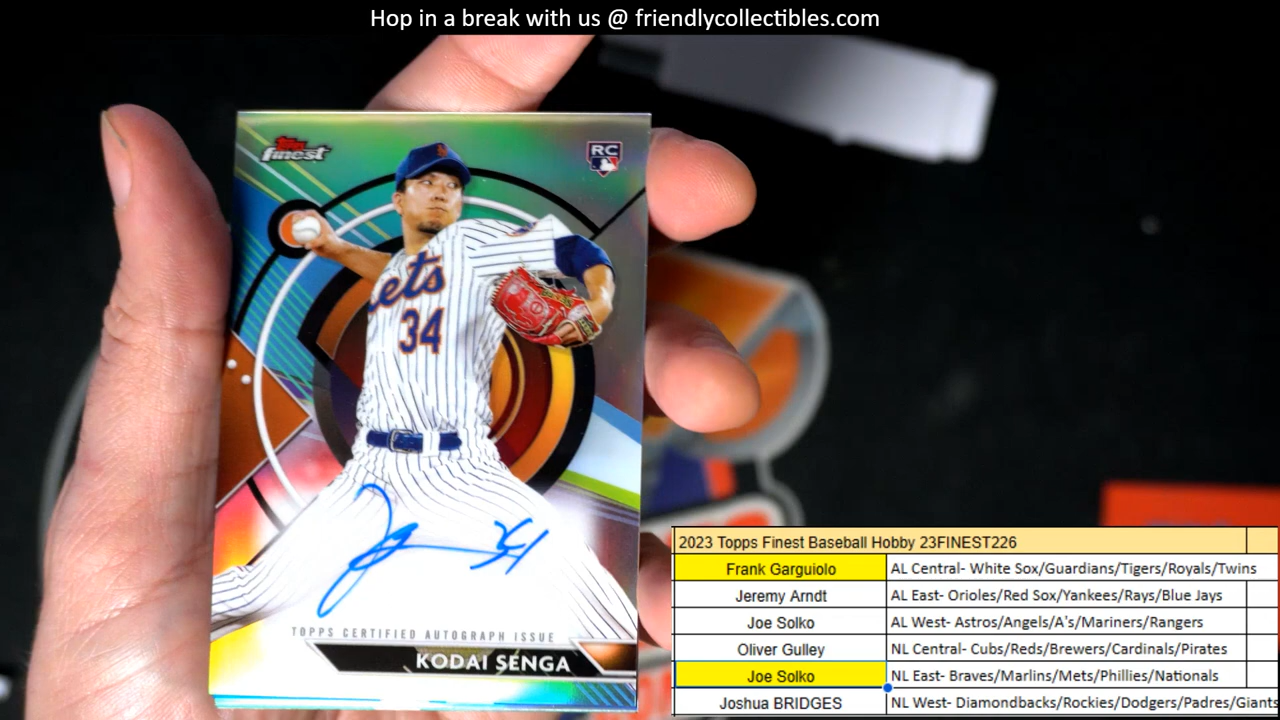 Hop in a break with us @ friendlycollectibles.com
Topps
finest
RC
ets
34
34
TOPPS CERTIFIED AUTOGRAPH ISSUE
KODAI SENGA
2023 Topps Finest Baseball Hobby 23FINEST226
Frank Garguiolo AL Central- White Sox/Guardians/Tigers/Royals/Twins
Jeremy Arndt AL East- Orioles/Red Sox/Yankees/Rays/Blue Jays
Joe Solko AL West- Astros/Angels/A's/Mariners/Rangers
Oliver Gulley NL Central- Cubs/Reds/Brewers/Cardinals/Pirates
Joe Solko NL East- Braves/Marlins/Mets/Phillies/Nationals
Joshua BRIDGES NL West- Diamondbacks/Rockies/Dodgers/Padres/Giants